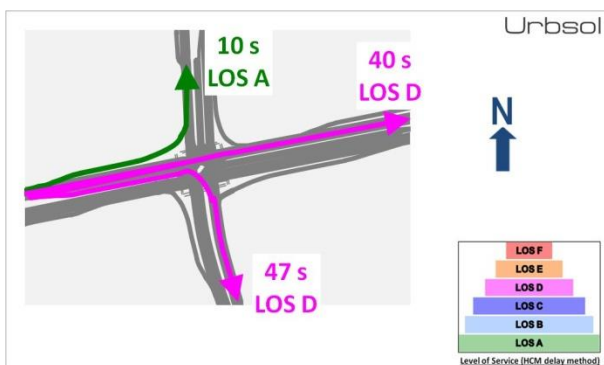 Urbsol
10 s
LOS A
40 s
LOS D
N
47 s
LOS D
LOS F
LOS E
LOS D
LOS C
LOS B
LOS A
Level of Service (HCM delay method)